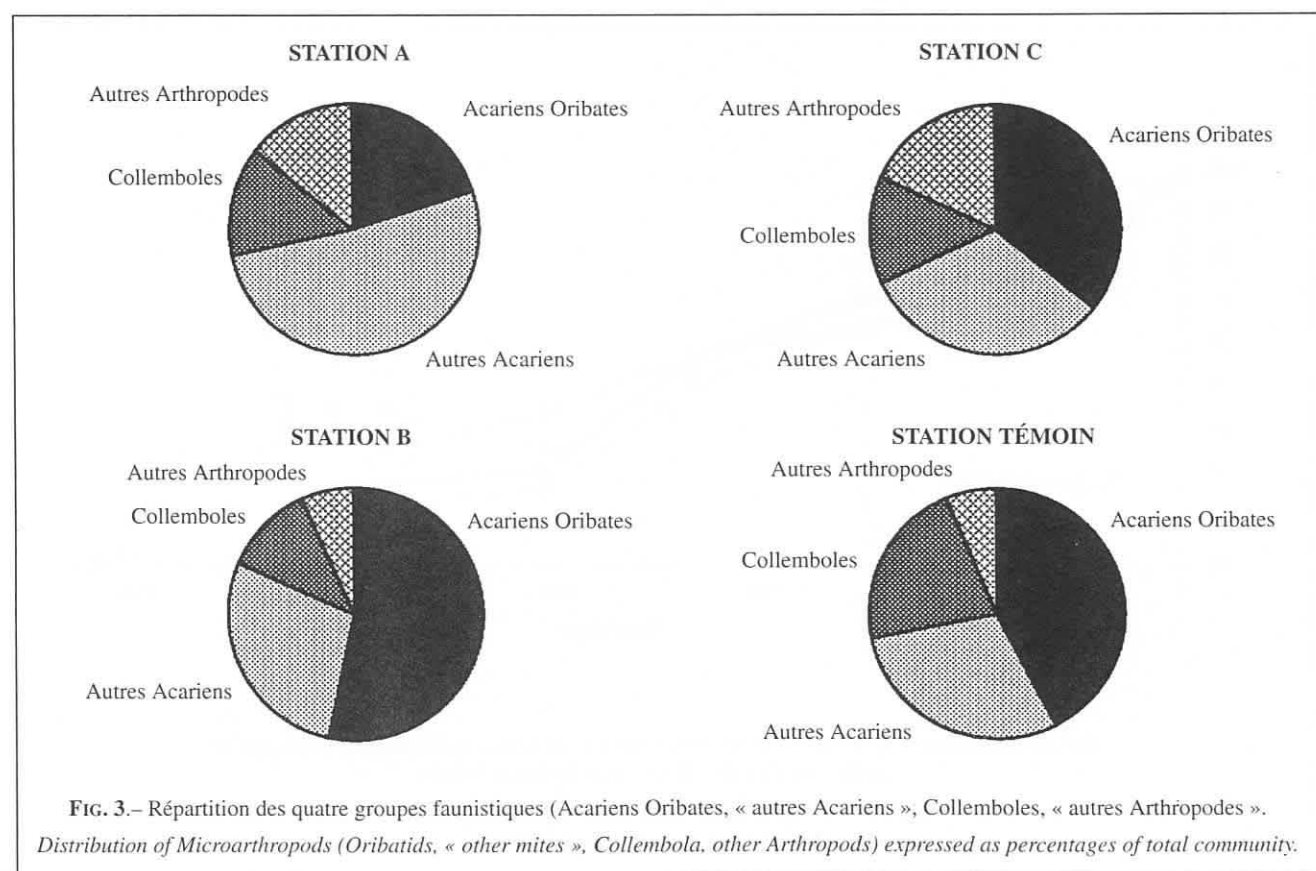 STATION A
Autres Arthropodes
Acariens Oribates
Collemboles
Autres Acariens
STATION C
Autres Arthropodes
Acariens Oribates
Collemboles
Autres Acariens
STATION B
Autres Arthropodes
Collemboles
Acariens Oribates
Autres Acariens
STATION TÉMOIN
Autres Arthropodes
Acariens Oribates
Collemboles
Autres Acariens
FIG. 3.– Répartition des quatre groupes faunistiques (Acariens Oribates, « autres Acariens », Collemboles, « autres Arthropodes ».
Distribution of Microarthropods (Oribatids, « other mites », Collembola, other Arthropods) expressed as percentages of total community.